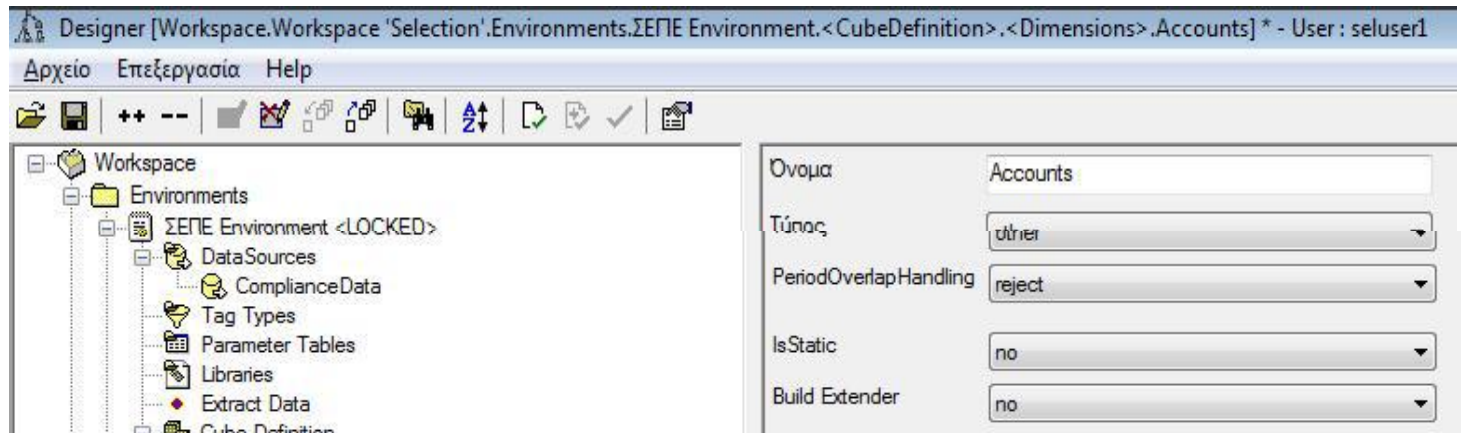 Designer [Workspace.Workspace 'Selection'.Environments.ΣΕΠΕ Environment.<CubeDefinition>.<Dimensions>.Accounts] * - User : seluser1
Αρχείο Επεξεργασία Help
++ --
Workspace
Environments
ΣΕΠΕ Environment <LOCKED>
DataSources
ComplianceData
Tag Types
Parameter Tables
Libraries
Extract Data
Cube Definition
Όνομα Accounts
Τύπος other
PeriodOverlapHandling reject
IsStatic no
Build Extender no